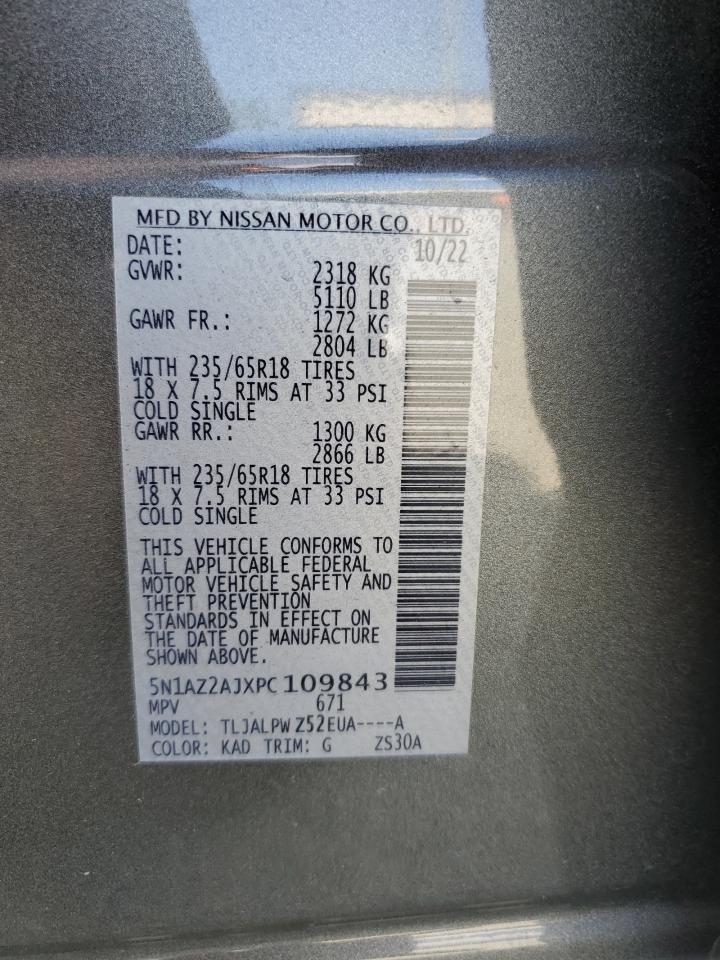 MFD BY NISSAN MOTOR CO., LTD.
DATE: 10/22
GVWR: 2318 KG
5110 LB
GAWR FR.: 1272 KG
2804 LB
WITH 235/65R18 TIRES
18 X 7.5 RIMS AT 33 PSI
COLD SINGLE
GAWR RR.: 1300 KG
2866 LB
WITH 235/65R18 TIRES
18 X 7.5 RIMS AT 33 PSI
COLD SINGLE
THIS VEHICLE CONFORMS TO
ALL APPLICABLE FEDERAL
MOTOR VEHICLE SAFETY AND
THEFT PREVENTION
STANDARDS IN EFFECT ON
THE DATE OF MANUFACTURE
SHOWN ABOVE.
5N1AZ2AJXPC109843
MPV 671
MODEL: TLJALPW Z52EUA----A
COLOR: KAD TRIM: G ZS30A